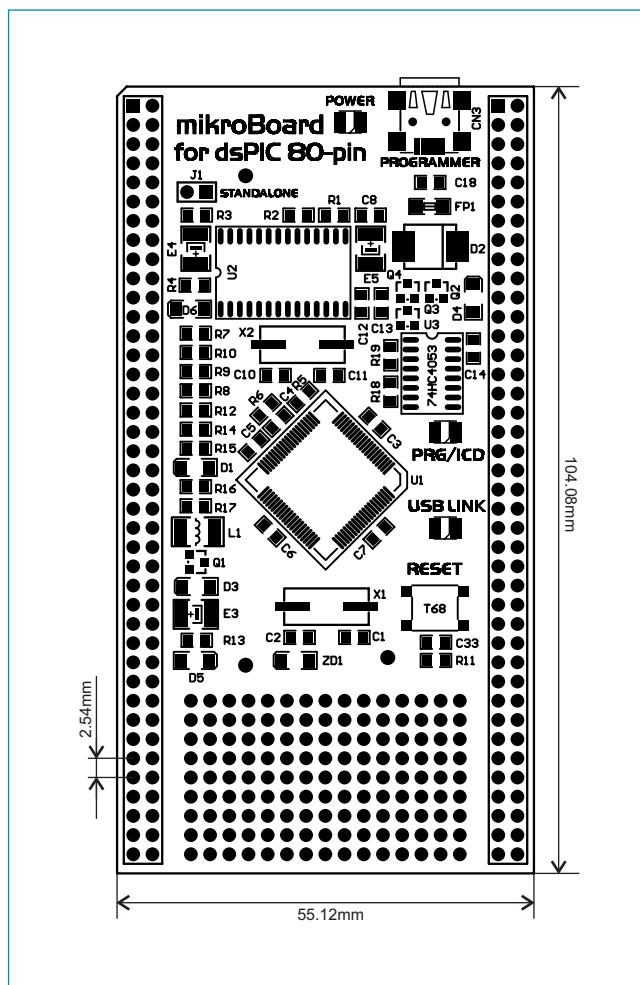 POWER
mikroBoard
for dsPIC 80-pin
CN3
PROGRAMMER
J1
STANDALONE
C18
R3
R2
R1
C8
FP1
E4
U2
E5
D2
R4
Q4
Q2
D6
Q3
D4
C12
C13
U3
R7
X2
R10
R19
74HC4053
C14
R9
C10
C11
R8
R18
R5
R6
C4
R12
C5
R14
C3
R15
PRG/ICD
D1
U1
R16
R17
USB LINK
L1
C6
C7
Q1
RESET
D3
X1
E3
T68
R13
C2
C1
C33
D5
ZD1
R11
2.54mm
104.08mm
55.12mm